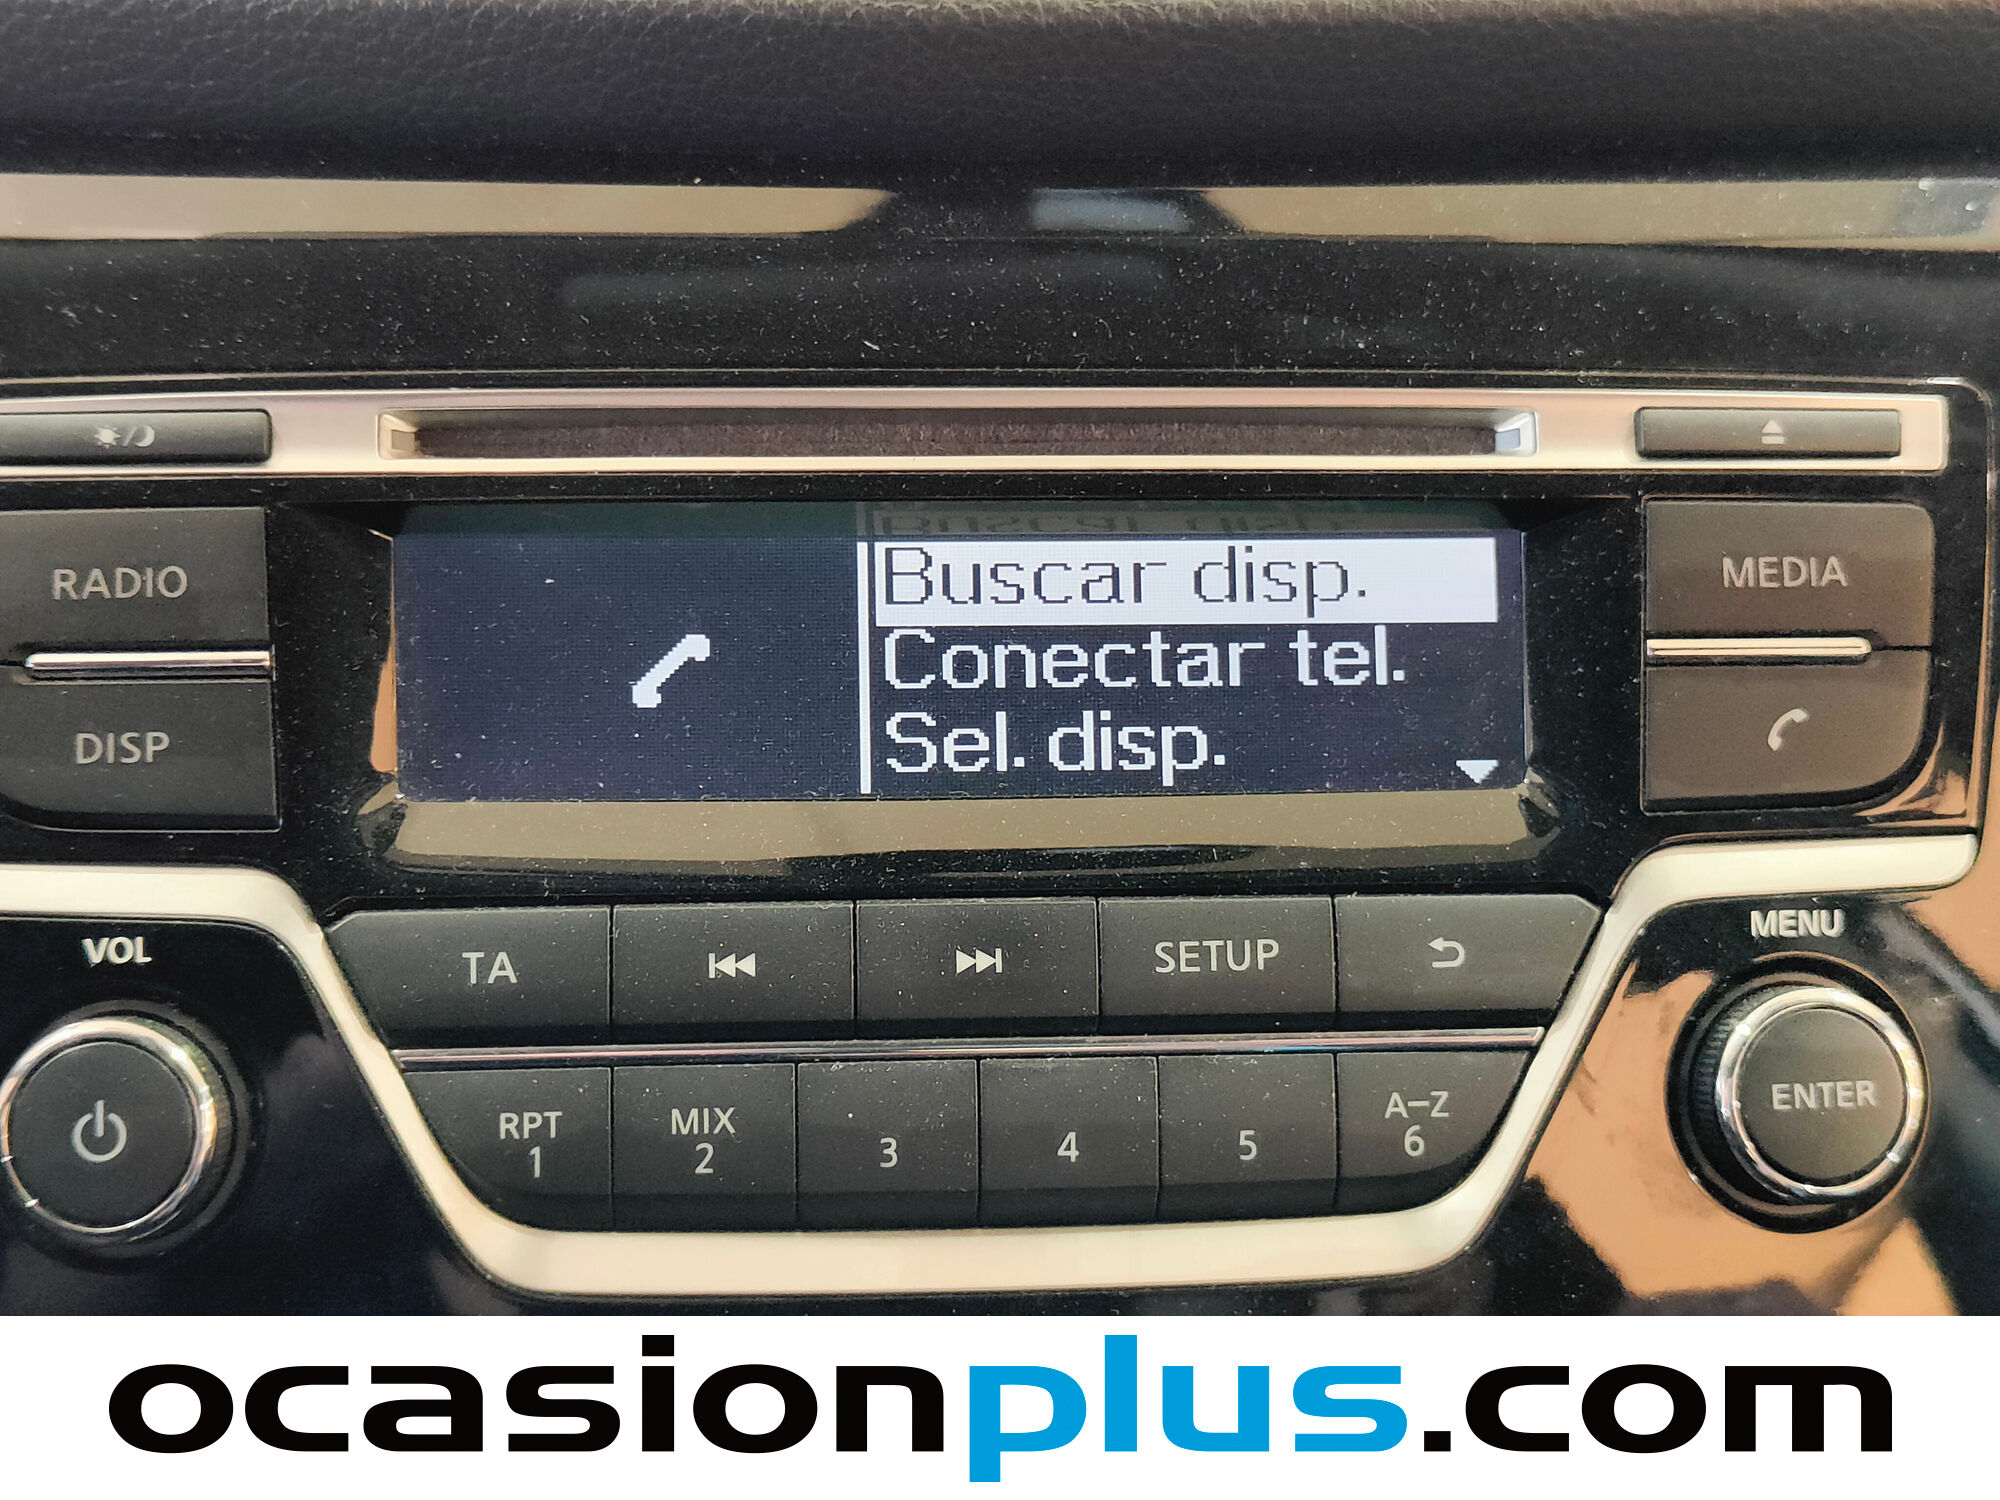 RADIO
MEDIA
Buscar disp.
Conectar tel.
Sel. disp.
DISP
VOL
TA
SETUP
MENU
RPT
1
MIX
2
3
4
5
A-Z
6
ENTER
ocasionplus.com